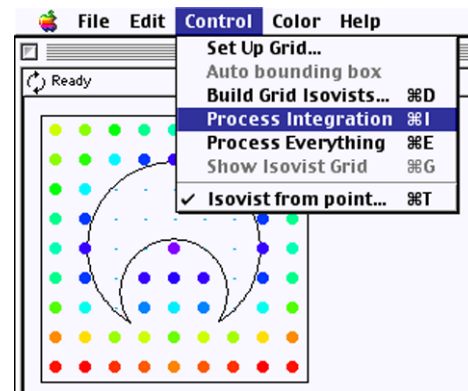 File Edit Control Color Help
Set Up Grid...
Ready
Auto bounding box
Build Grid Isovists... ⌘D
Process Integration ⌘I
Process Everything ⌘E
Show Isovist Grid ⌘G
✓ Isovist from point... ⌘T